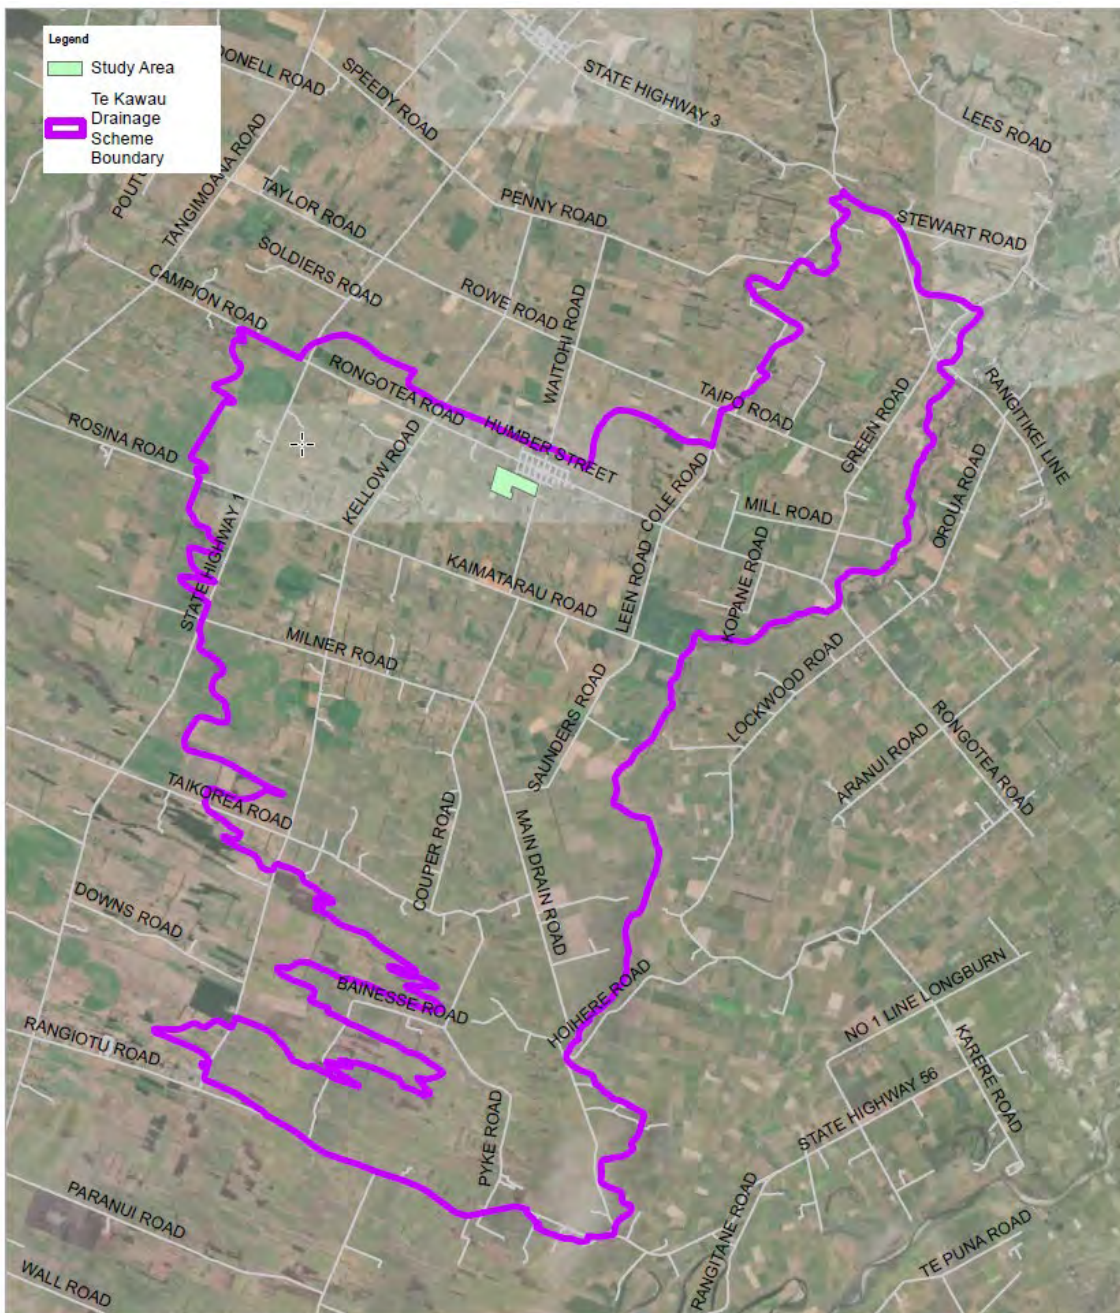 Legend
Study Area
Te Kawau
Drainage
Scheme
Boundary
DONELL ROAD
SPEEDY ROAD
STATE HIGHWAY 3
LEES ROAD
TANGIMOANA ROAD
TAYLOR ROAD
PENNY ROAD
STEWART ROAD
SOLDIERS ROAD
CAMPION ROAD
ROWE ROAD
WAITOHI ROAD
RONGOTEA ROAD
TAIPO ROAD
GREEN ROAD
RANGITIKEI LINE
ROSINA ROAD
HUMBER STREET
KELLOW ROAD
COLE ROAD
MILL ROAD
OROUA ROAD
STATE HIGHWAY 1
KAIMATARAU ROAD
LEEN ROAD
KOPANE ROAD
MILNER ROAD
SAUNDERS ROAD
LOCKWOOD ROAD
RONGOTEA ROAD
ARANUI ROAD
TAIKOREA ROAD
COUPER ROAD
MAIN DRAIN ROAD
DOWNS ROAD
BAINESSE ROAD
HOIHERE ROAD
NO 1 LINE LONGBURN
RANGIOTU ROAD
KARERE ROAD
STATE HIGHWAY 56
PYKE ROAD
PARANUI ROAD
RANGITANE ROAD
TE PUNA ROAD
WALL ROAD